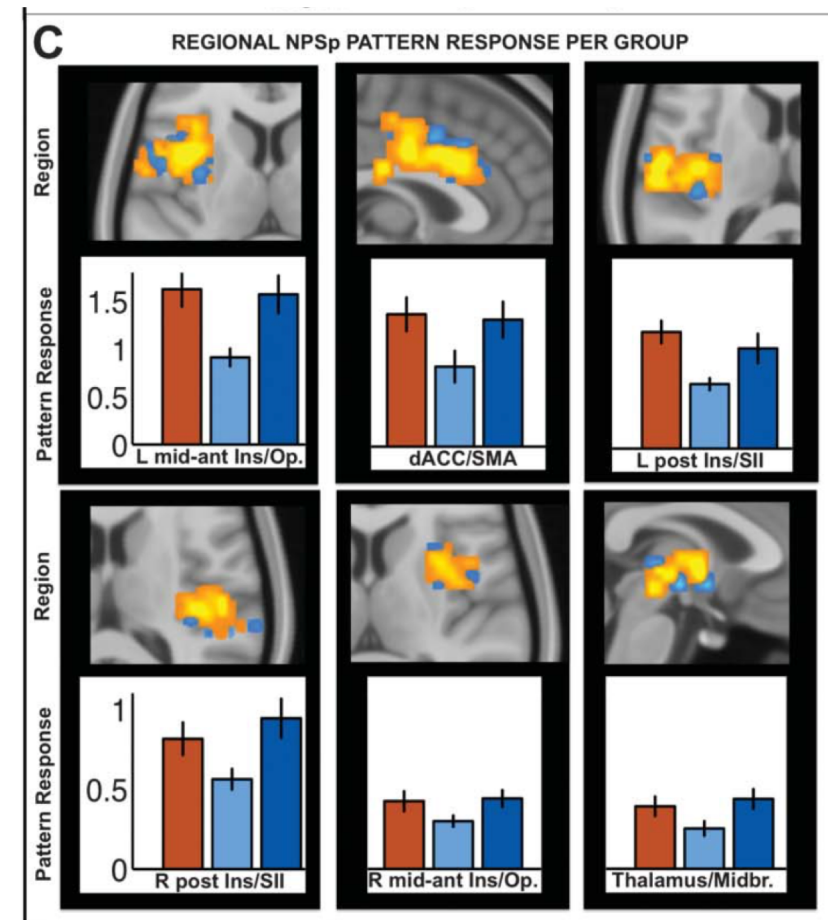 C
REGIONAL NPSp PATTERN RESPONSE PER GROUP
Region
Pattern Response
1.5
1
0.5
0
L mid-ant Ins/Op.
dACC/SMA
L post Ins/SII
Region
Pattern Response
1
0.5
0
R post Ins/SII
R mid-ant Ins/Op.
Thalamus/Midbr.